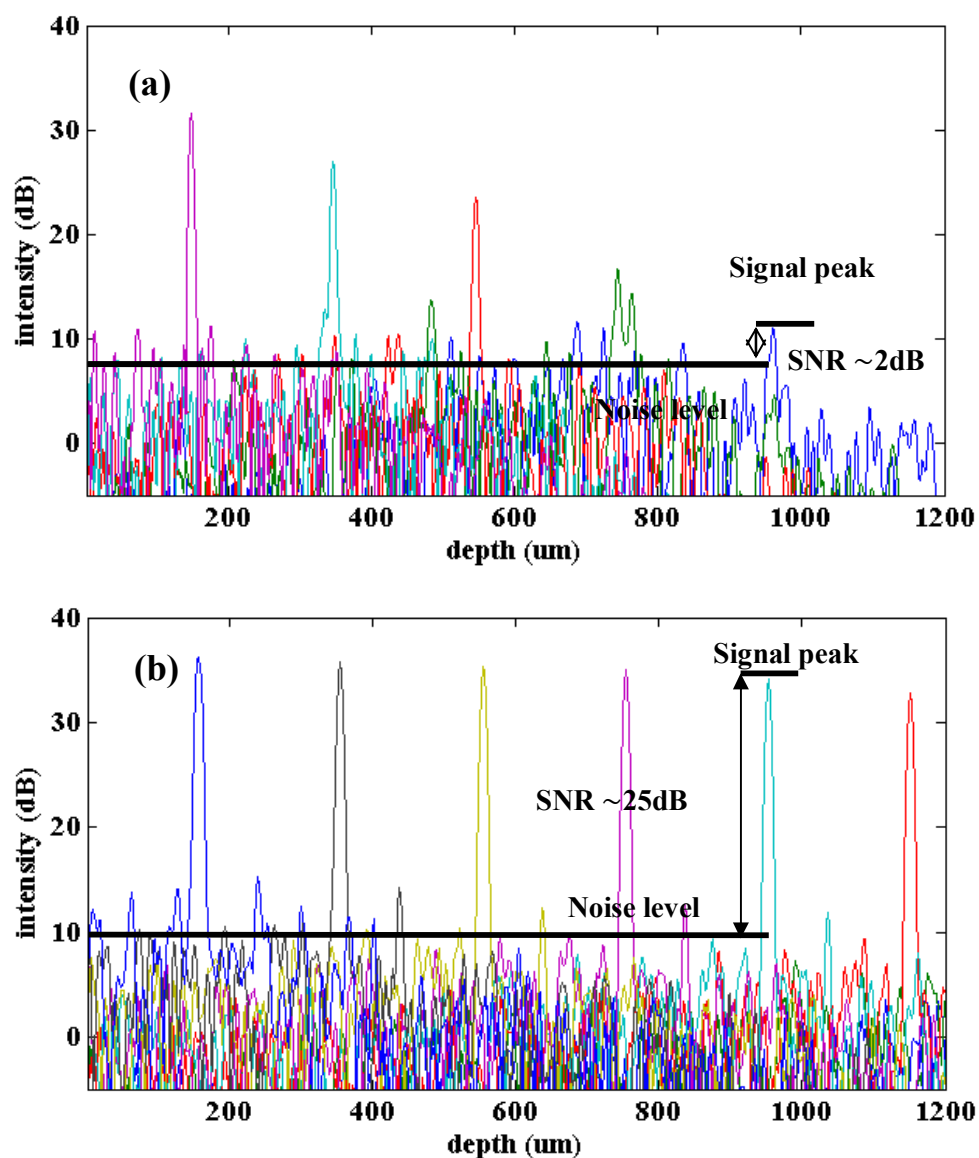 (a)
40
30
20
10
0
intensity (dB)
Signal peak
SNR ~2dB
Noise level
200 400 600 800 1000 1200
depth (um)
(b)
40
30
20
10
0
intensity (dB)
Signal peak
SNR ~25dB
Noise level
200 400 600 800 1000 1200
depth (um)